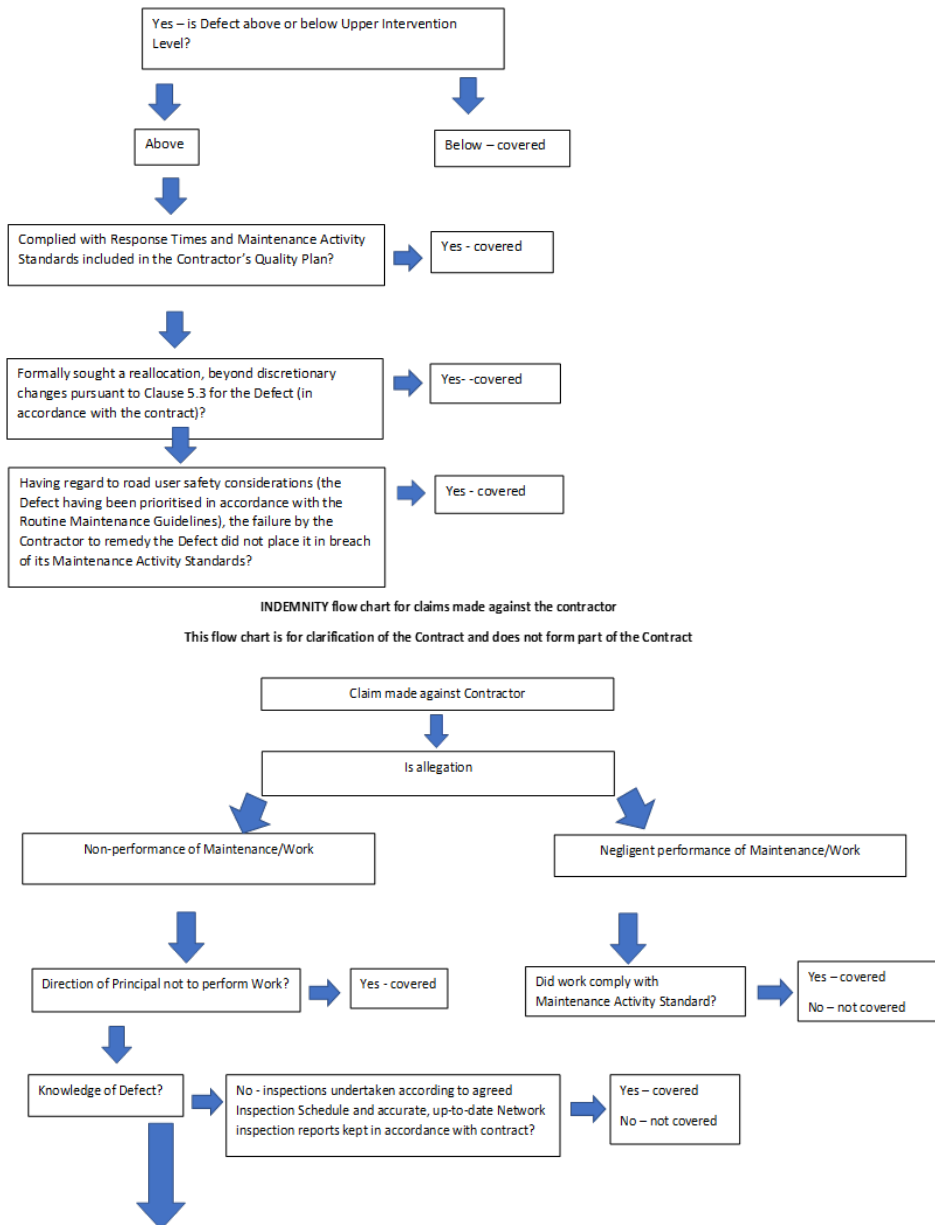 Yes – is Defect above or below Upper Intervention
Level?
Above
Below – covered
Complied with Response Times and Maintenance Activity
Standards included in the Contractor's Quality Plan?
Yes - covered
Formally sought a reallocation, beyond discretionary
changes pursuant to Clause 5.3 for the Defect (in
accordance with the contract)?
Yes- -covered
Having regard to road user safety considerations (the
Defect having been prioritised in accordance with the
Routine Maintenance Guidelines), the failure by the
Contractor to remedy the Defect did not place it in breach
of its Maintenance Activity Standards?
Yes - covered
INDEMNITY flow chart for claims made against the contractor
This flow chart is for clarification of the Contract and does not form part of the Contract
Claim made against Contractor
Is allegation
Non-performance of Maintenance/Work
Negligent performance of Maintenance/Work
Direction of Principal not to perform Work?
Yes - covered
Did work comply with
Maintenance Activity Standard?
Yes – covered
No – not covered
Knowledge of Defect?
No - inspections undertaken according to agreed
Inspection Schedule and accurate, up-to-date Network
inspection reports kept in accordance with contract?
Yes – covered
No – not covered